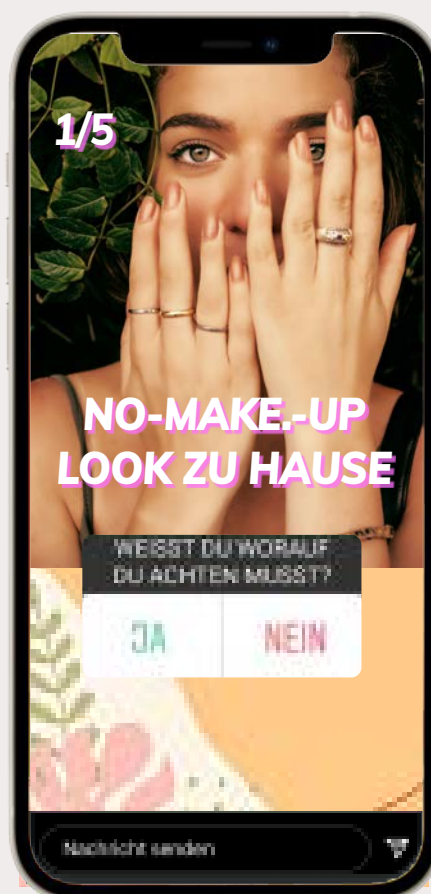 1/5
NO-MAKE.-UP
LOOK ZU HAUSE
WEISST DU WORAUF
DU ACHTEN MUSST?
JA NEIN
Nachricht senden